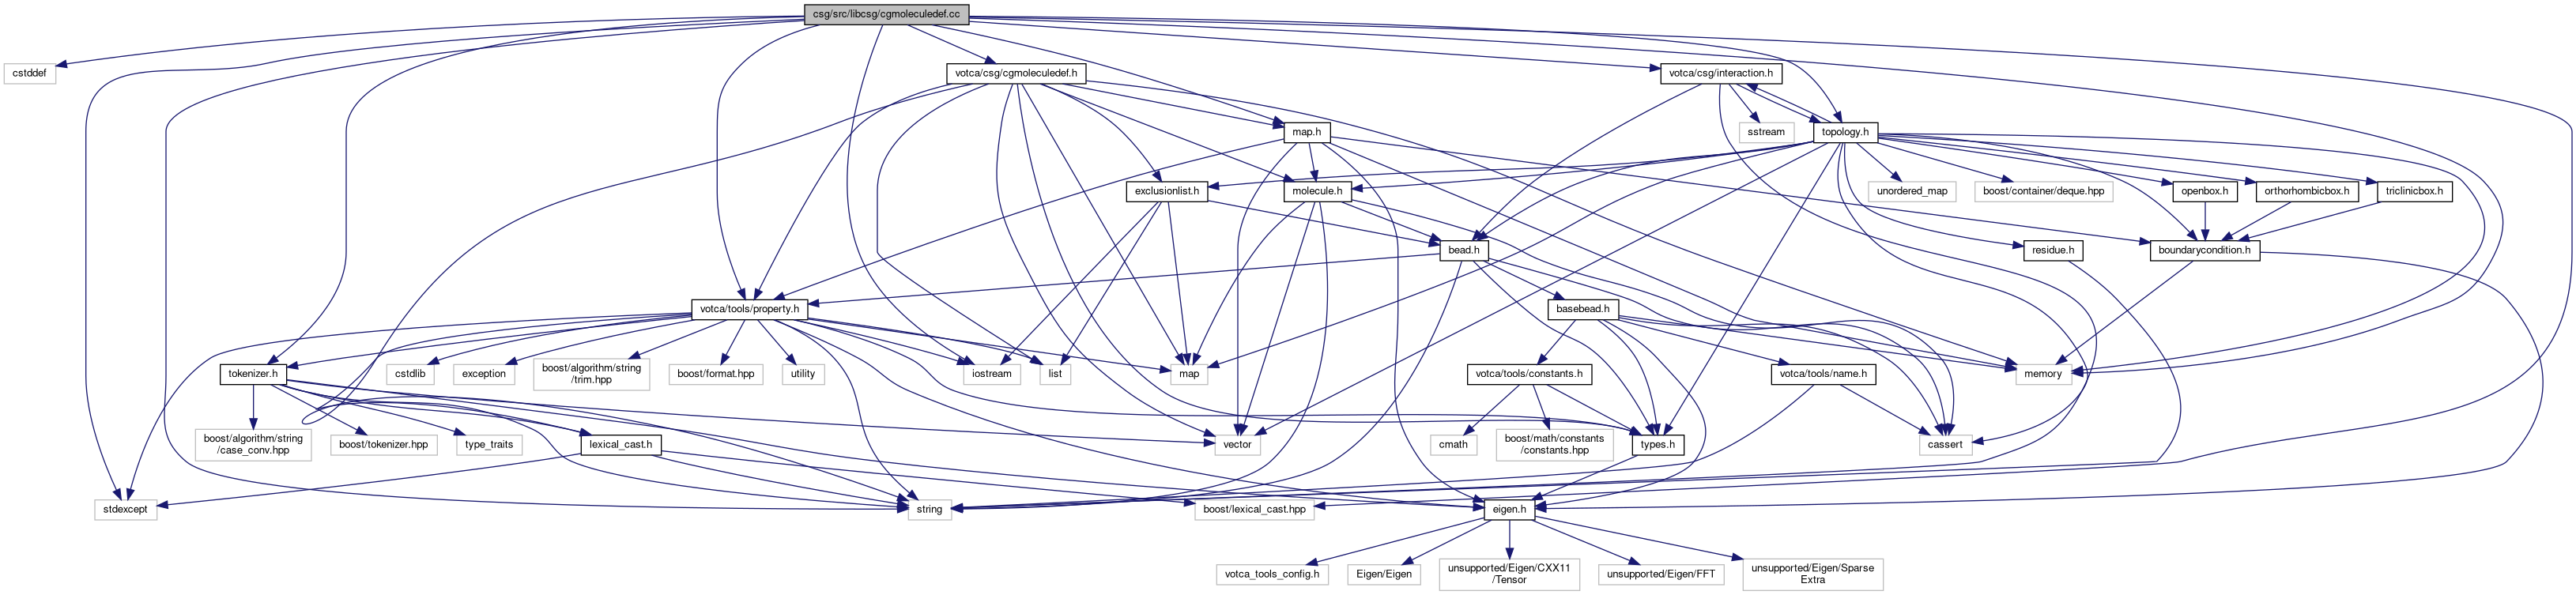 csg/src/libcsg/cgmoleculedef.cc
cstddef
votca/csg/cgmoleculedef.h
votca/csg/interaction.h
map.h
sstream
topology.h
exclusionlist.h
molecule.h
unordered_map
boost/container/deque.hpp
openbox.h
orthorhombicbox.h
triclinicbox.h
bead.h
residue.h
boundarycondition.h
votca/tools/property.h
basebead.h
tokenizer.h
cstdlib
exception
boost/algorithm/string
/trim.hpp
boost/format.hpp
utility
iostream
list
map
votca/tools/constants.h
votca/tools/name.h
memory
boost/algorithm/string
/case_conv.hpp
boost/tokenizer.hpp
type_traits
lexical_cast.h
vector
cmath
boost/math/constants
/constants.hpp
types.h
cassert
stdexcept
string
boost/lexical_cast.hpp
eigen.h
votca_tools_config.h
Eigen/Eigen
unsupported/Eigen/CXX11
/Tensor
unsupported/Eigen/FFT
unsupported/Eigen/Sparse
Extra